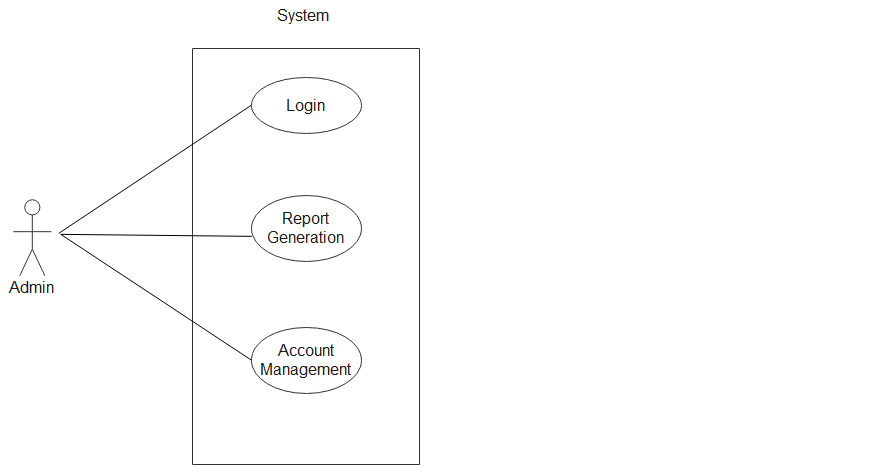 System
Login
Report
Generation
Admin
Account
Management